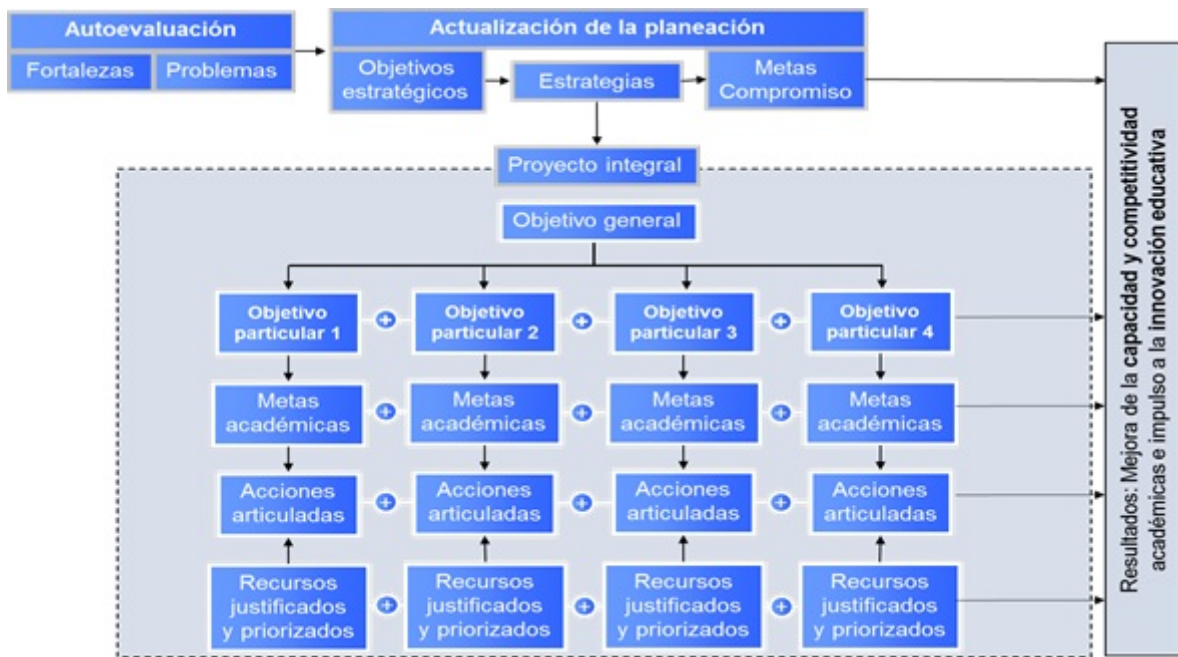 Autoevaluación
Fortalezas
Problemas
Actualización de la planeación
Objetivos
estratégicos
Estrategias
Metas
Compromiso
Proyecto integral
Objetivo general
Objetivo
particular 1
+
Objetivo
particular 2
+
Objetivo
particular 3
+
Objetivo
particular 4
Metas
académicas
+
Metas
académicas
+
Metas
académicas
+
Metas
académicas
Acciones
articuladas
+
Acciones
articuladas
+
Acciones
articuladas
+
Acciones
articuladas
Recursos
justificados
y priorizados
+
Recursos
justificados
y priorizados
+
Recursos
justificados
y priorizados
+
Recursos
justificados
y priorizados
Resultados: Mejora de la capacidad y competitividad
académicas e impulso a la innovación educativa